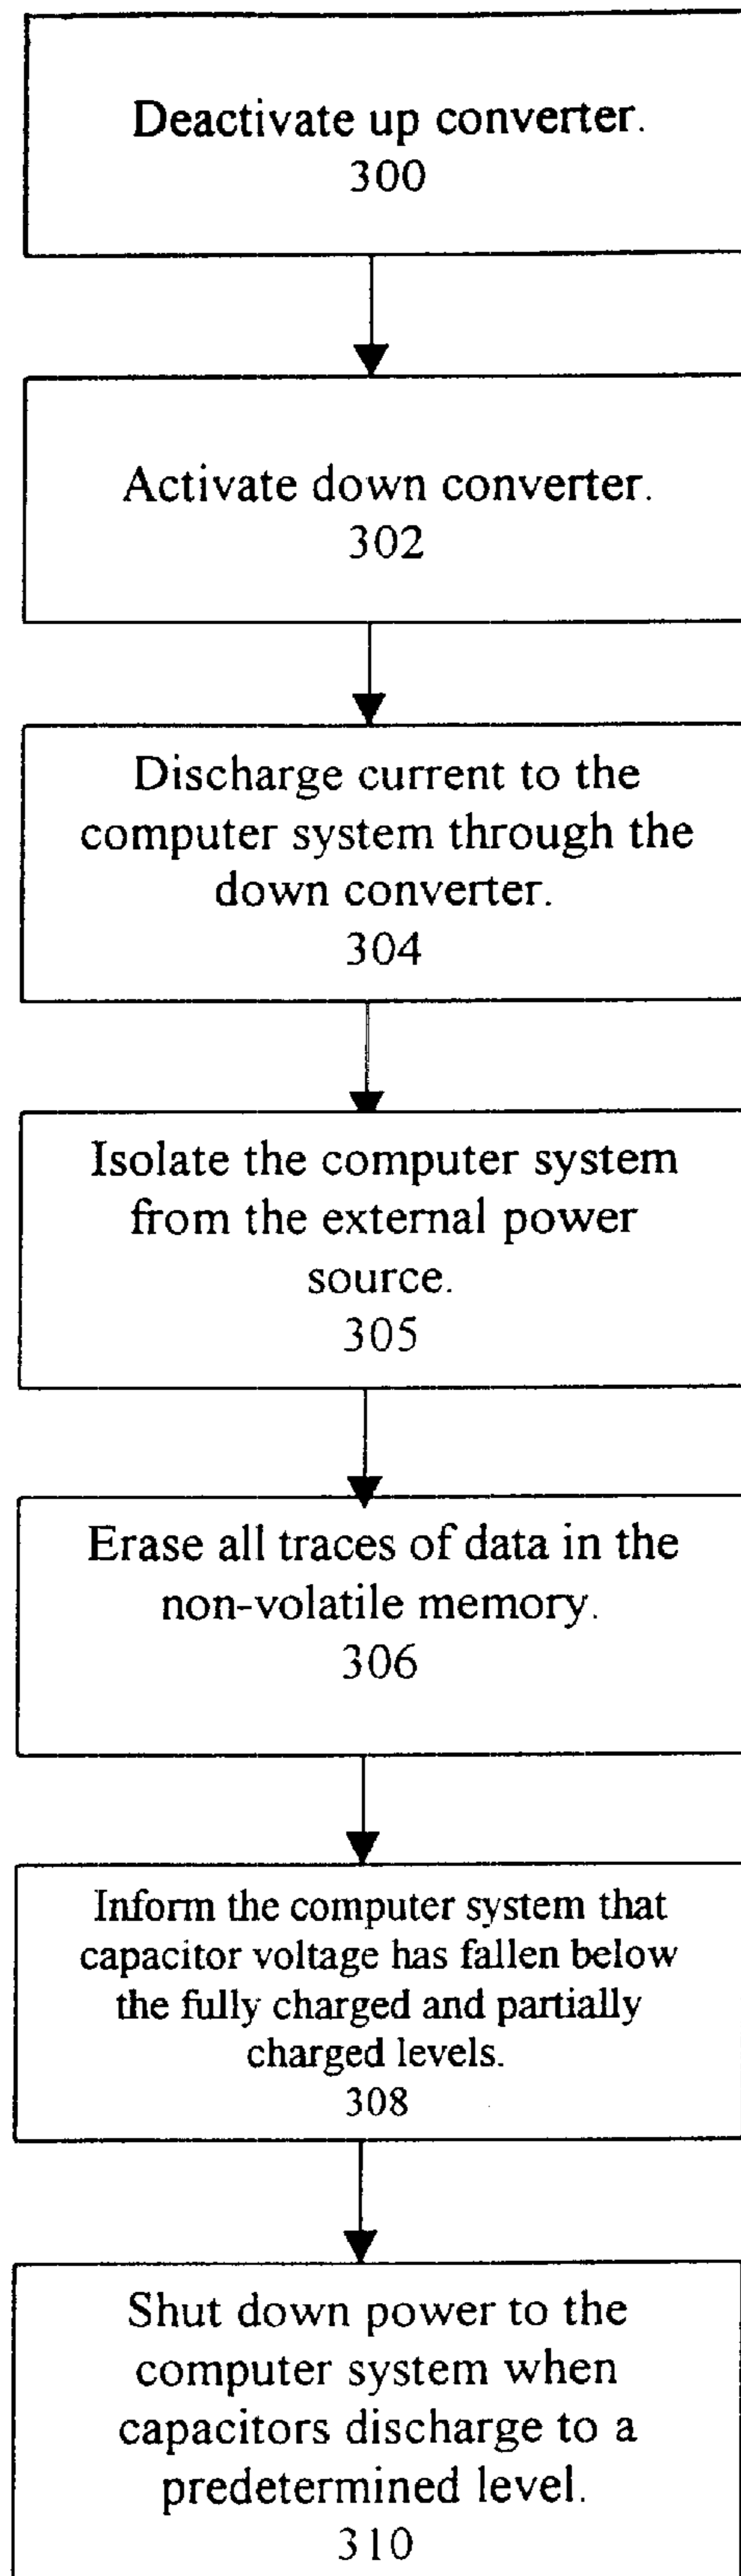 Deactivate up converter.
300
Activate down converter.
302
Discharge current to the
computer system through the
down converter.
304
Isolate the computer system
from the external power
source.
305
Erase all traces of data in the
non-volatile memory.
306
Inform the computer system that
capacitor voltage has fallen below
the fully charged and partially
charged levels.
308
Shut down power to the
computer system when
capacitors discharge to a
predetermined level.
310